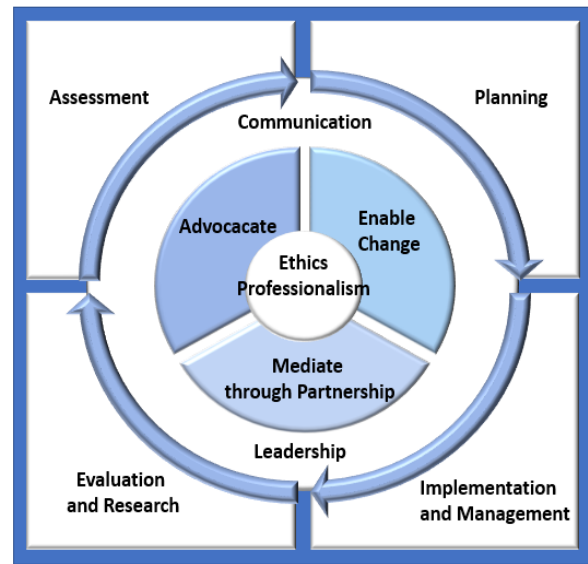 Assessment
Planning
Communication
Advocacate
Enable
Change
Ethics
Professionalism
Mediate
through Partnership
Leadership
Evaluation
and Research
Implementation
and Management